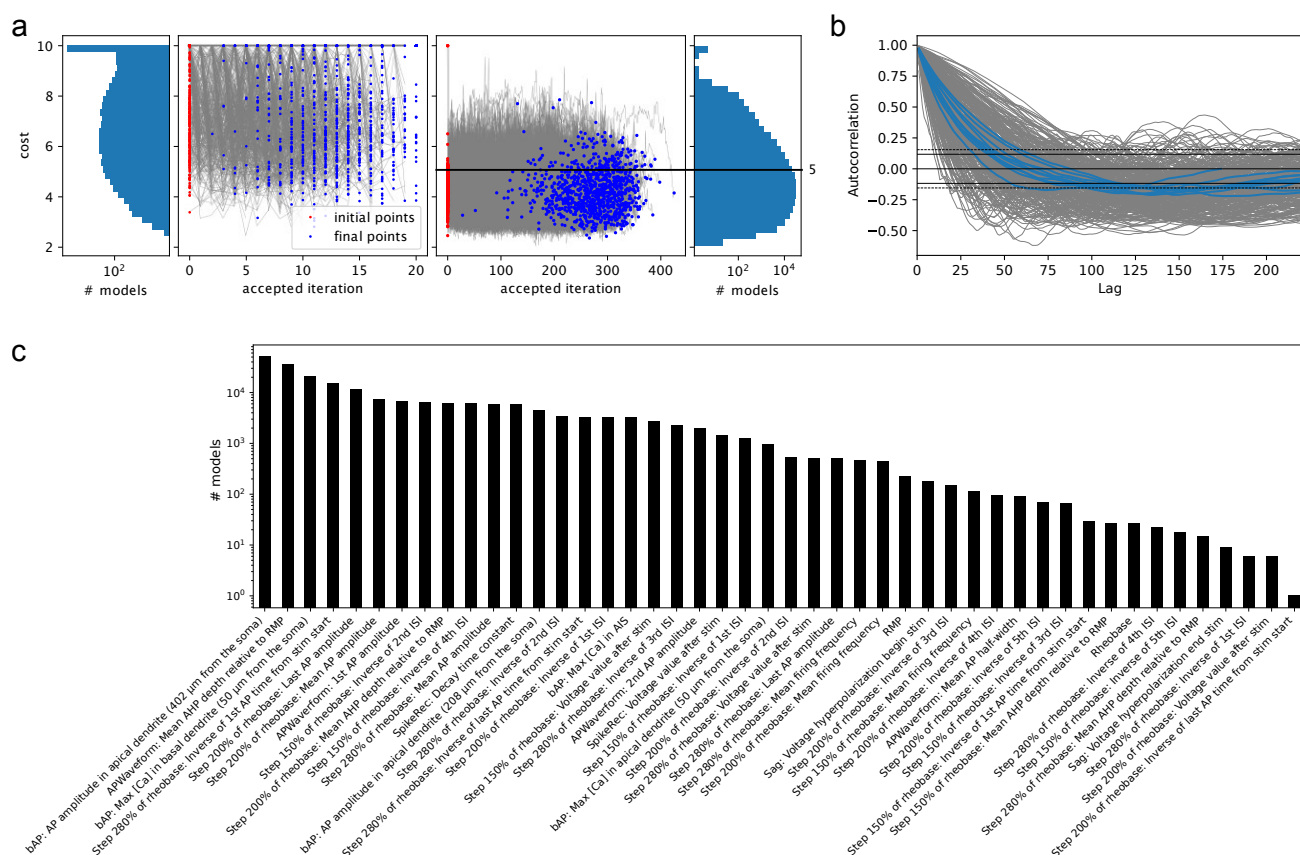 a
10
8
6
4
2
cost
10²
# models
initial points
final points
0
5
10
15
20
accepted iteration
0
100
200
300
400
accepted iteration
5
10²
10⁴
# models
b
1.00
0.75
0.50
0.25
0.00
−0.25
−0.50
Autocorrelation
0
25
50
75
100
125
150
175
200
Lag
c
10⁴
10³
10²
10¹
10⁰
# models
bAP: AP amplitude in apical dendrite (402 µm from the soma)
APWaveform: Mean AHP depth relative to RMP
bAP: Max [Ca] in basal dendrite (50 µm from the soma)
Step 280% of rheobase: Inverse of 1st AP time from start
Step 200% of rheobase: Last AP amplitude
Step 200% of rheobase: Mean AP amplitude
APWaveform: 1st AP amplitude
Step 150% of rheobase: Inverse of 2nd ISI
Step 200% of rheobase: Mean AHP depth relative to RMP
Step 150% of rheobase: Inverse of 4th ISI
Step 280% of rheobase: Mean AP amplitude
SpikeRec: Decay time constant
bAP: AP amplitude in apical dendrite (208 µm from the soma)
Step 280% of rheobase: Inverse of 2nd ISI
Step 280% of rheobase: Inverse of last AP time from stim start
Step 200% of rheobase: Inverse of 1st ISI
bAP: Max [Ca] in AIS
Step 150% of rheobase: Voltage value after stim
Step 280% of rheobase: Inverse of 3rd ISI
APWaveform: 2nd AP amplitude
SpikeRec: Voltage value after stim
Step 150% of rheobase: Inverse of 1st ISI
bAP: Max [Ca] in apical dendrite (50 µm from the soma)
Step 200% of rheobase: Inverse of 2nd ISI
Step 280% of rheobase: Voltage value after stim
Step 280% of rheobase: Last AP amplitude
Step 280% of rheobase: Mean firing frequency
Step 200% of rheobase: Mean firing frequency
RMP
Sag: Voltage hyperpolarization begin stim
Step 200% of rheobase: Inverse of 3rd ISI
Step 150% of rheobase: Mean firing frequency
Step 200% of rheobase: Inverse of 4th ISI
APWaveform: Mean AP half-width
Step 200% of rheobase: Inverse of 5th ISI
Step 150% of rheobase: Inverse of 3rd ISI
Step 150% of rheobase: Inverse of 1st AP time from start
Step 150% of rheobase: Mean AHP depth relative to RMP
Rheobase
Step 280% of rheobase: Inverse of 4th ISI
Step 150% of rheobase: Inverse of 5th ISI
Step 280% of rheobase: Mean AHP depth relative to RMP
Sag: Voltage hyperpolarization end stim
Step 280% of rheobase: Inverse of 1st ISI
Step 200% of rheobase: Voltage value after stim
Step 200% of rheobase: Inverse of last AP time from stim start